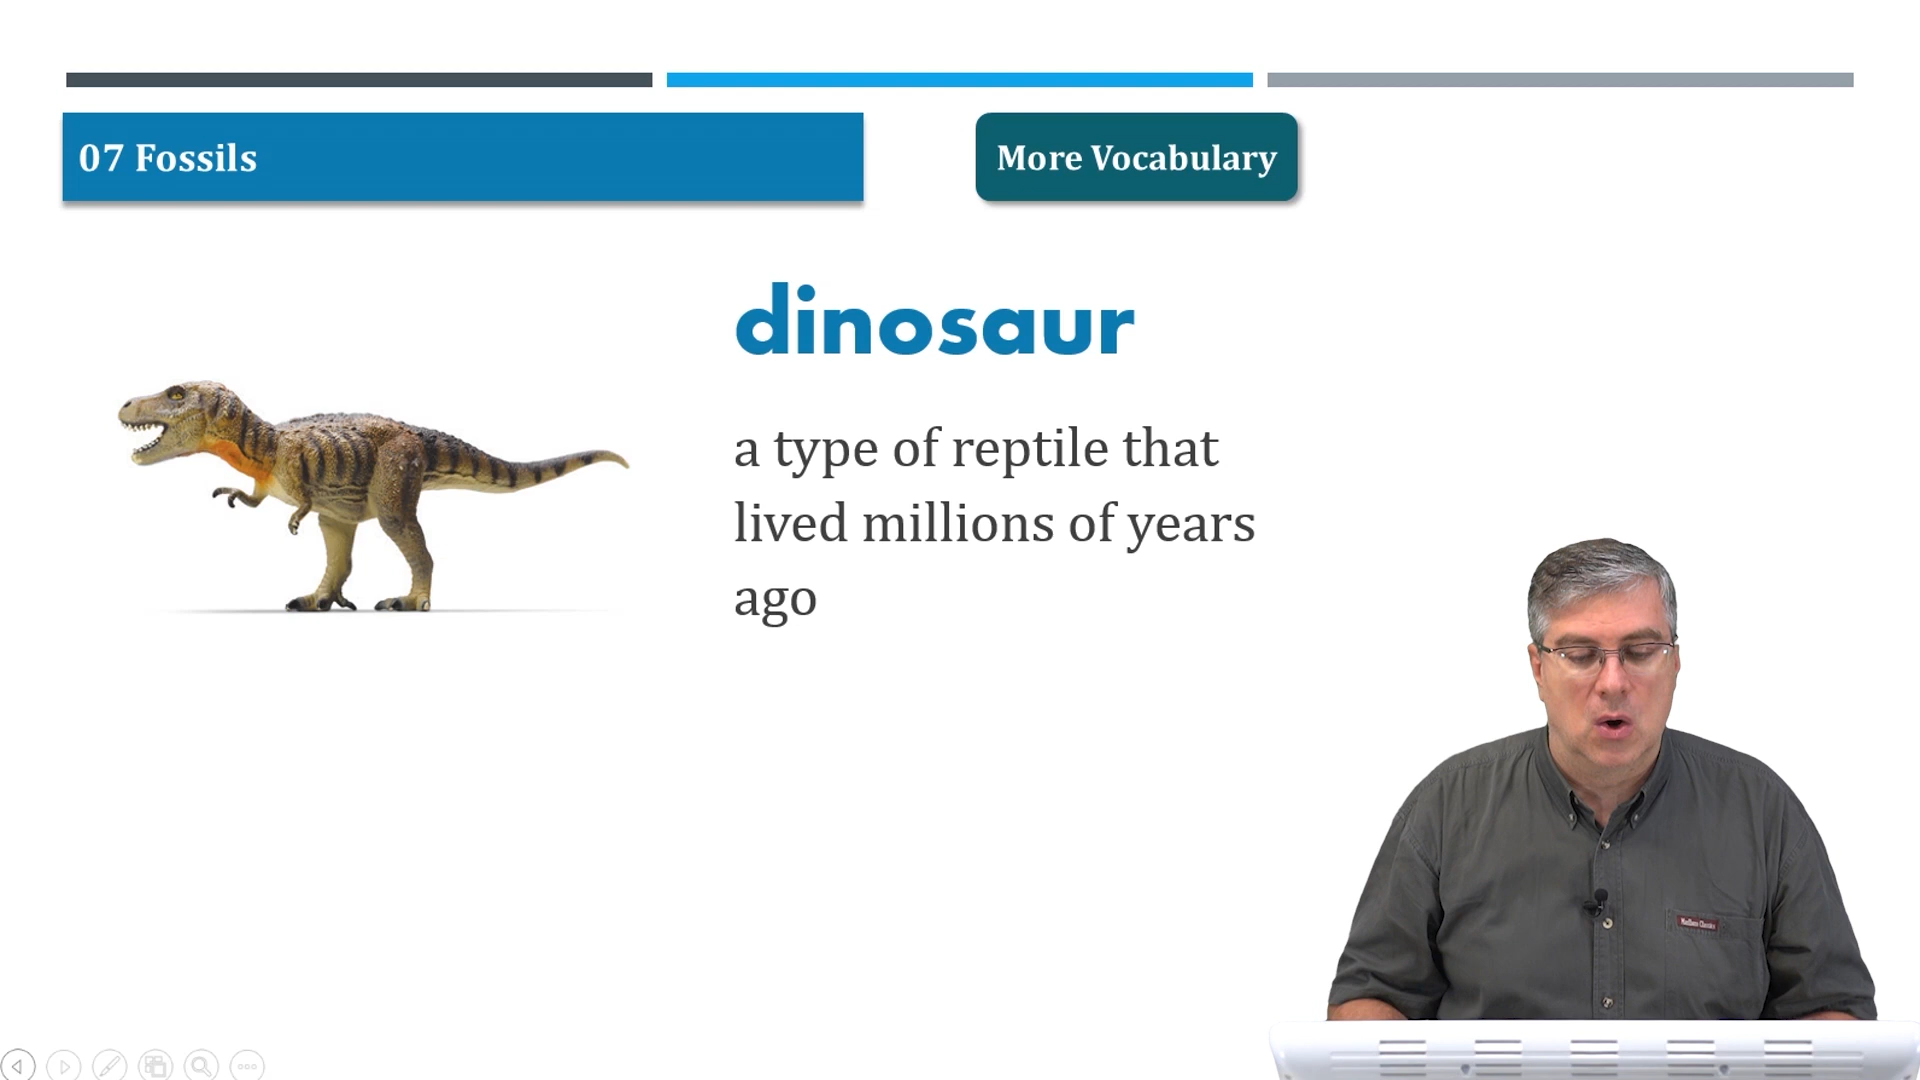 07 Fossils
More Vocabulary
dinosaur
a type of reptile that
lived millions of years
ago